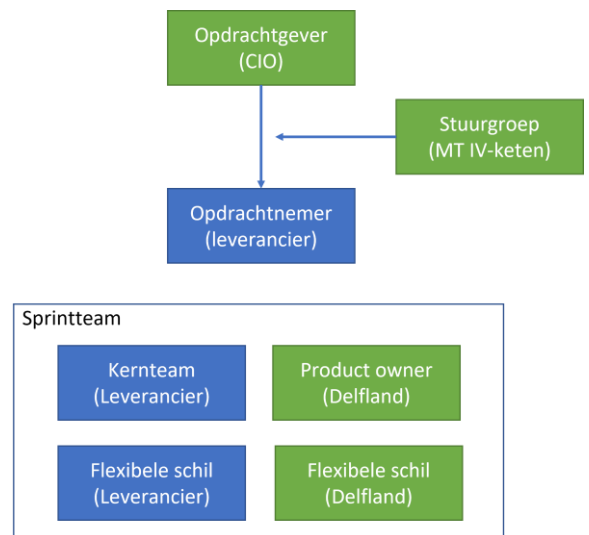 Opdrachtgever
(CIO)
Stuurgroep
(MT IV-keten)
Opdrachtnemer
(leverancier)
Sprintteam
Kernteam
(Leverancier)
Product owner
(Delfland)
Flexibele schil
(Leverancier)
Flexibele schil
(Delfland)